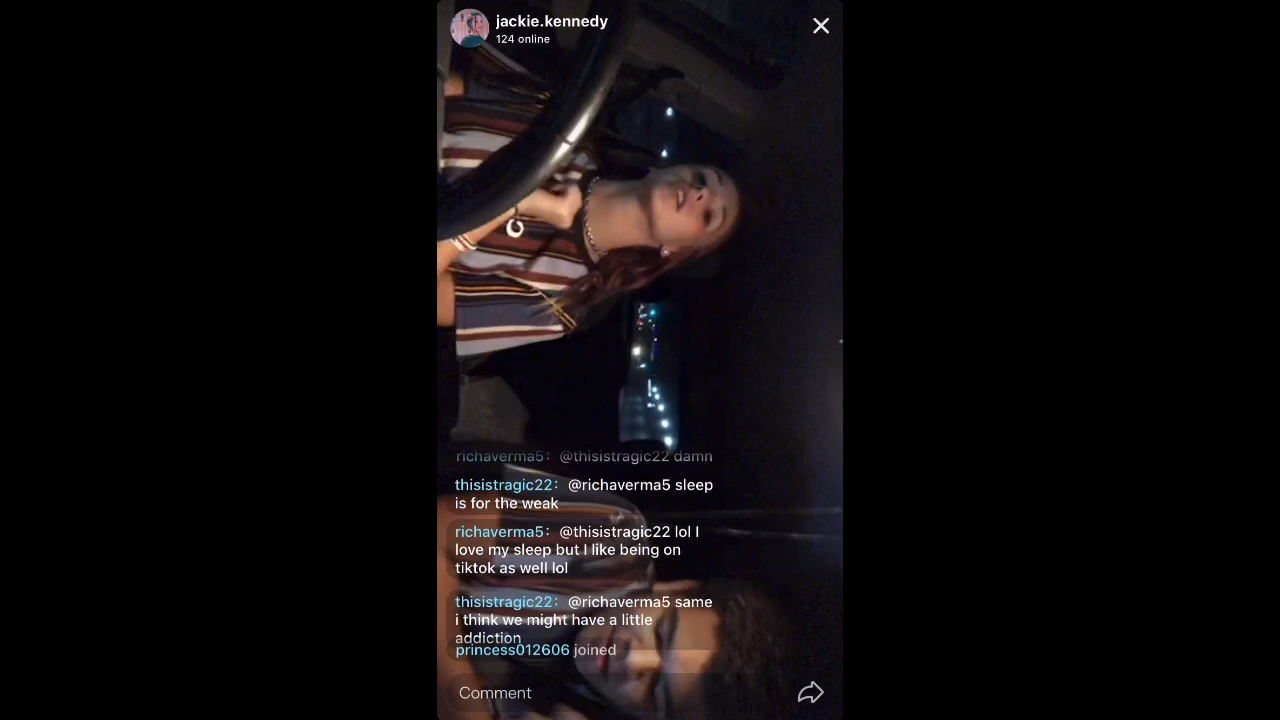 jackie.kennedy
124 online
richaverma5: @thisistragic22 damn
thisistragic22: @richaverma5 sleep
is for the weak
richaverma5: @thisistragic22 lol I
love my sleep but I like being on
tiktok as well lol
thisistragic22: @richaverma5 same
i think we might have a little
addiction
princess012606 joined
Comment